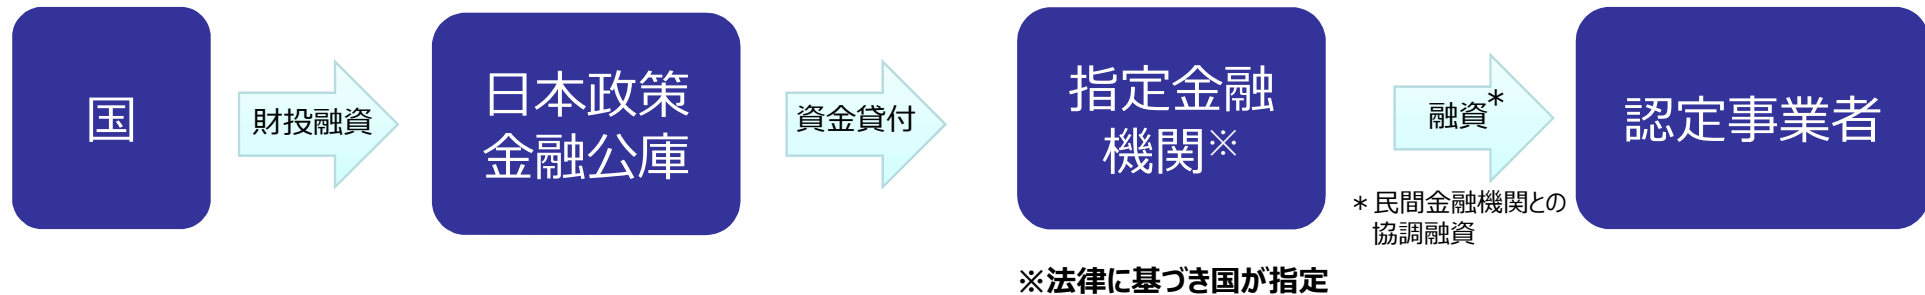 国
財投融資
日本政策
金融公庫
資金貸付
指定金融
機関※
融資*
*民間金融機関との
協調融資
認定事業者
※法律に基づき国が指定